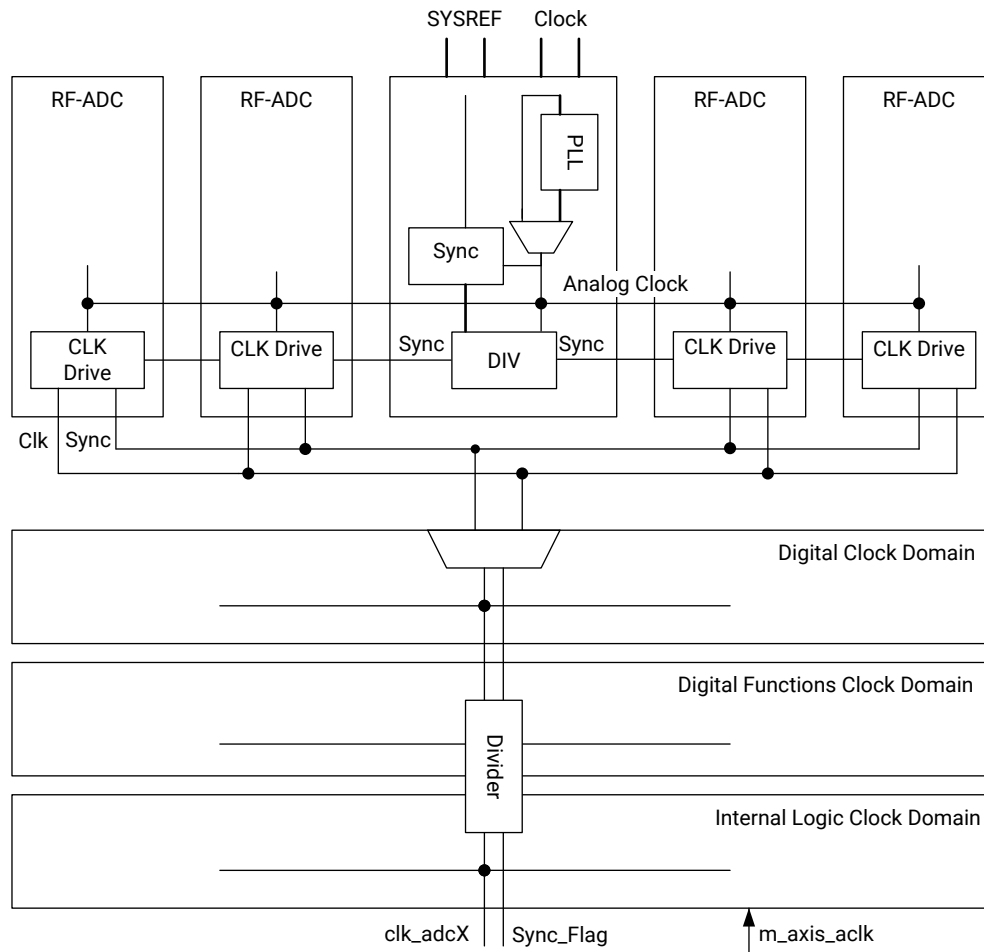 SYSREF Clock
RF-ADC RF-ADC RF-ADC RF-ADC
PLL
Sync
Analog Clock
CLK
Drive
CLK Drive
Sync
DIV
Sync
CLK Drive
CLK Drive
Clk Sync
Digital Clock Domain
Digital Functions Clock Domain
Divider
Internal Logic Clock Domain
clk_adcX Sync_Flag m_axis_aclk